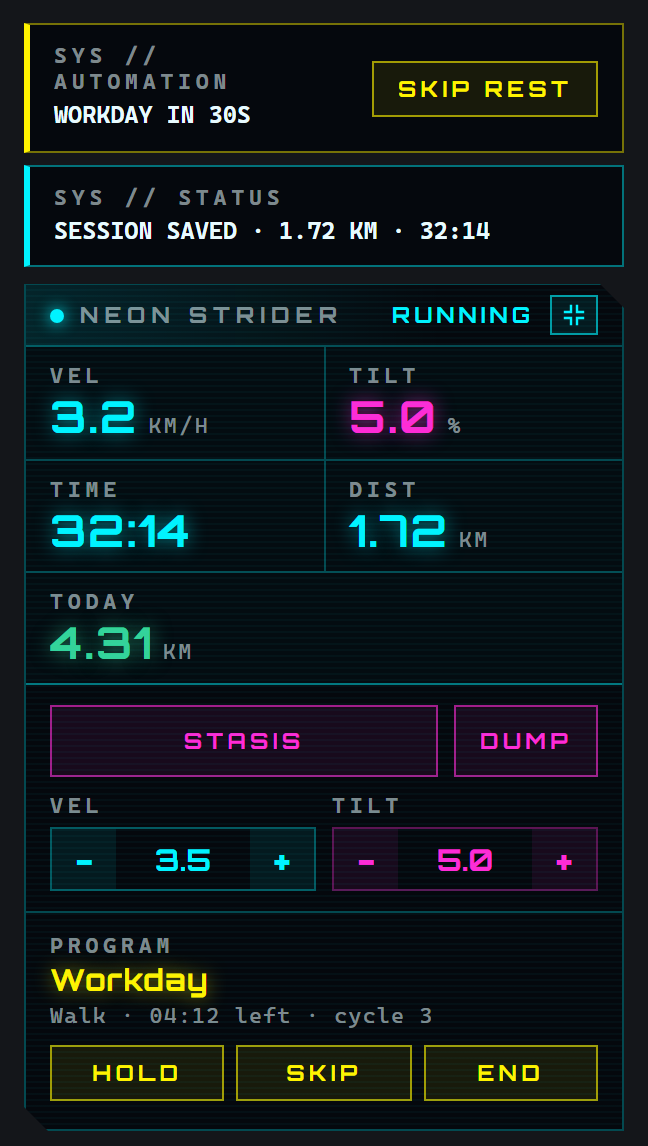 SYS //
AUTOMATION
WORKDAY IN 30S
SKIP REST
SYS // STATUS
SESSION SAVED · 1.72 KM · 32:14
NEON STRIDER
RUNNING
VEL
3.2 KM/H
TILT
5.0 %
TIME
32:14
DIST
1.72 KM
TODAY
4.31 KM
STASIS
DUMP
VEL
- 3.5 +
TILT
- 5.0 +
PROGRAM
Workday
Walk · 04:12 left · cycle 3
HOLD
SKIP
END